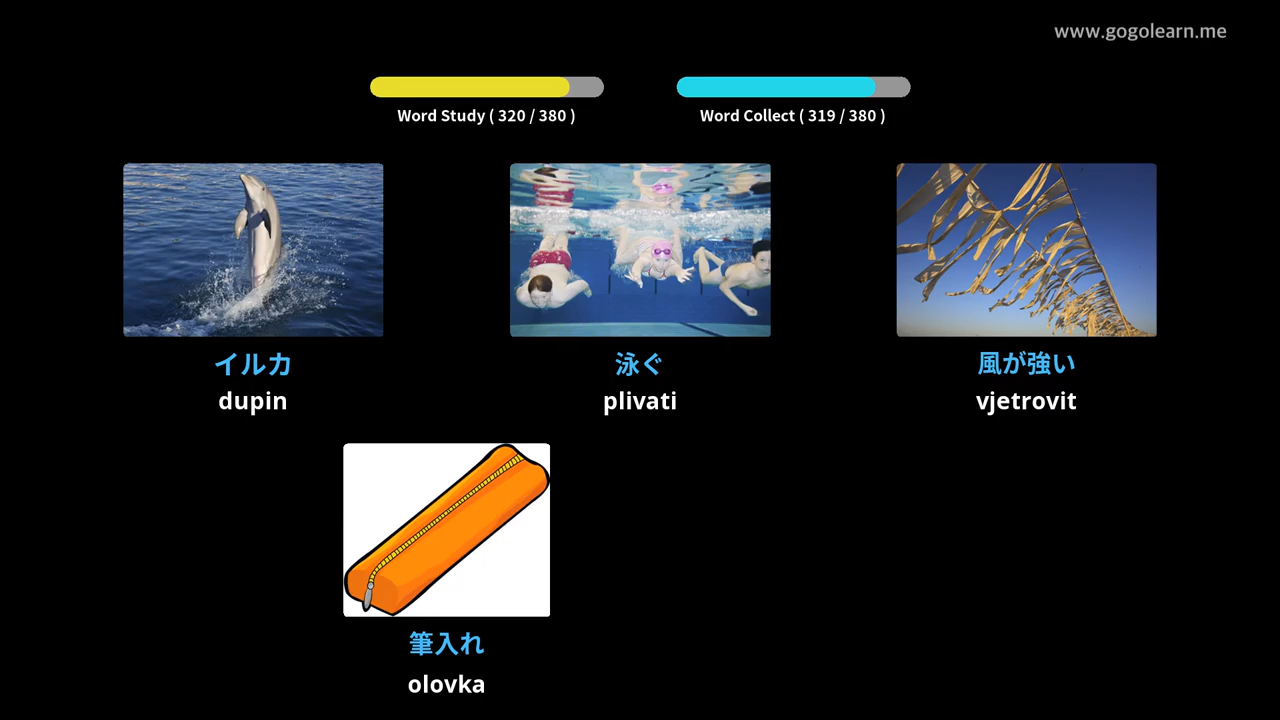 www.gogolearn.me
Word Study ( 320 / 380 )
Word Collect ( 319 / 380 )
イルカ
dupin
泳ぐ
plivati
風が強い
vjetrovit
筆入れ
olovka